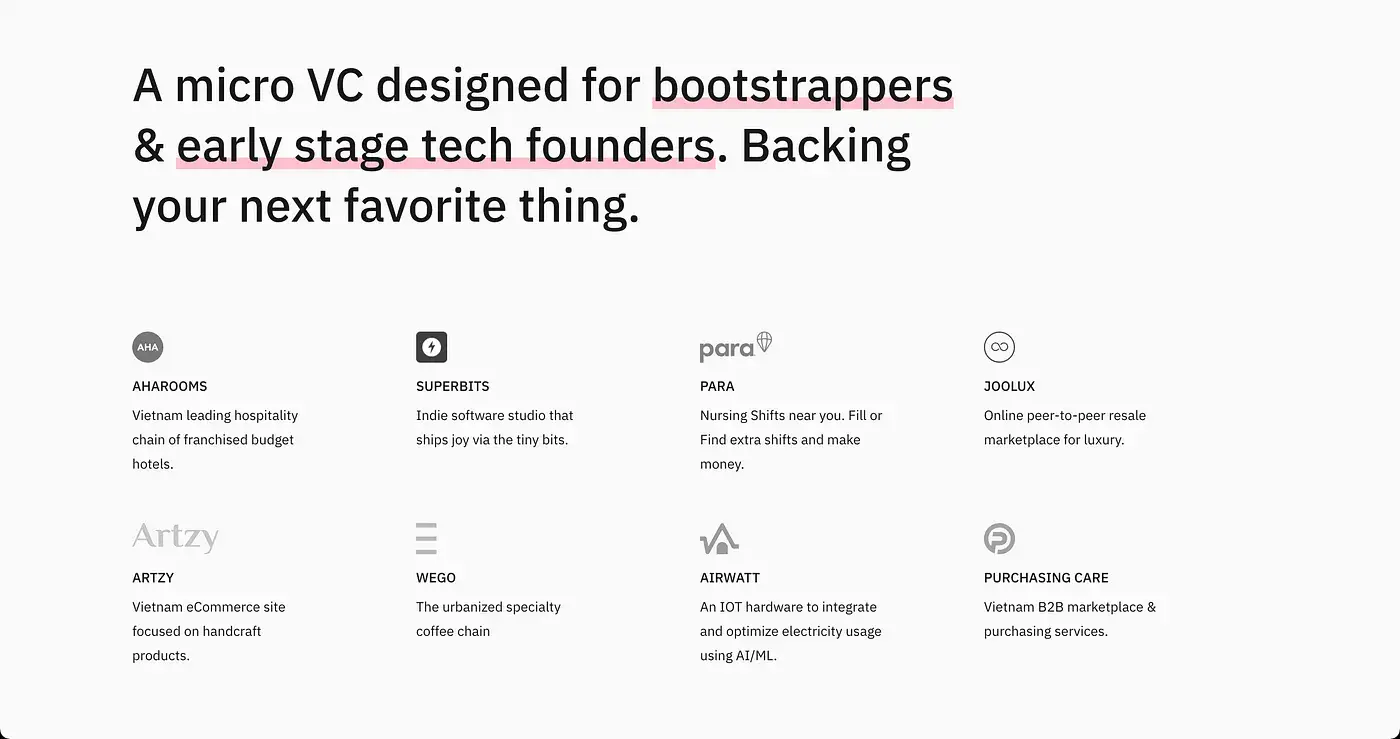 A micro VC designed for bootstrappers
& early stage tech founders. Backing
your next favorite thing.
AHA
AHAROOMS
Vietnam leading hospitality
chain of franchised budget
hotels.
SUPERBITS
Indie software studio that
ships joy via the tiny bits.
para
PARA
Nursing Shifts near you. Fill or
Find extra shifts and make
money.
JOOLUX
Online peer-to-peer resale
marketplace for luxury.
Artzy
ARTZY
Vietnam eCommerce site
focused on handcraft
products.
WEGO
The urbanized specialty
coffee chain
AIRWATT
An IOT hardware to integrate
and optimize electricity usage
using AI/ML.
PURCHASING CARE
Vietnam B2B marketplace &
purchasing services.